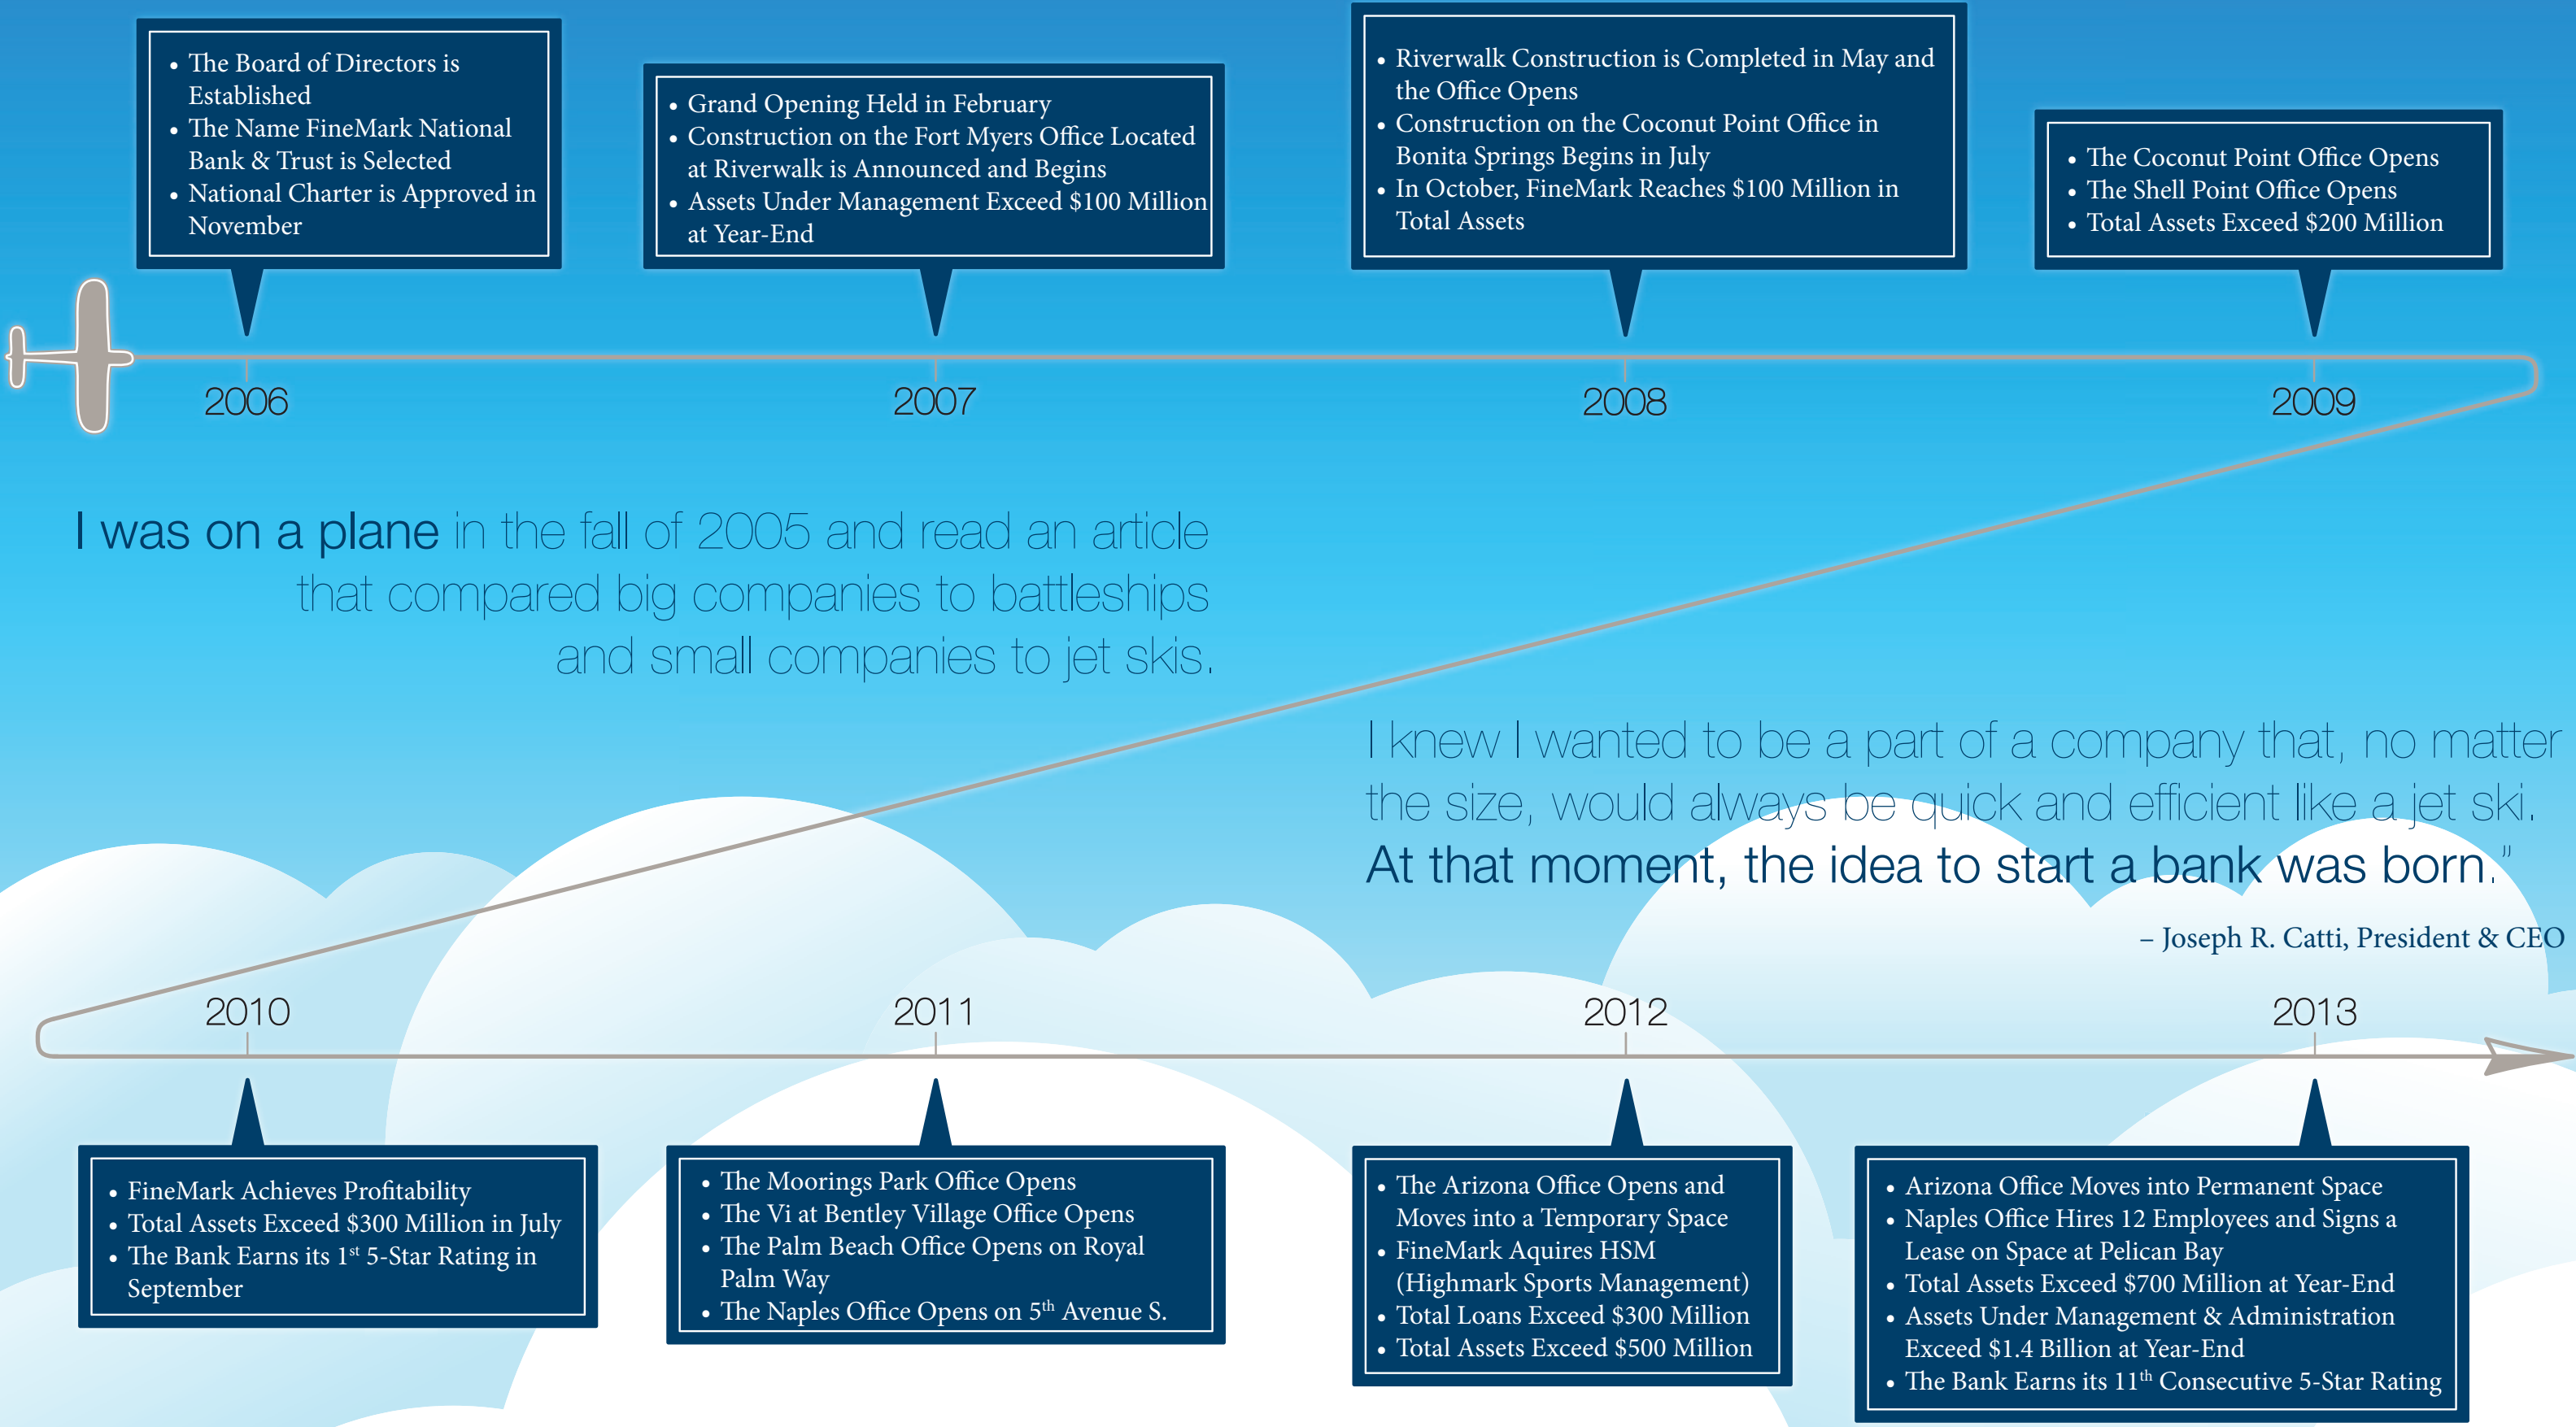 • The Board of Directors is
Established
• The Name FineMark National
Bank & Trust is Selected
• National Charter is Approved in
November
• Grand Opening Held in February
• Construction on the Fort Myers Office Located
at Riverwalk is Announced and Begins
• Assets Under Management Exceed $100 Million
at Year-End
• Riverwalk Construction is Completed in May and
the Office Opens
• Construction on the Coconut Point Office in
Bonita Springs Begins in July
• In October, FineMark Reaches $100 Million in
Total Assets
• The Coconut Point Office Opens
• The Shell Point Office Opens
• Total Assets Exceed $200 Million
2006
2007
2008
2009
I was on a plane in the fall of 2005 and read an article
that compared big companies to battleships
and small companies to jet skis.
I knew I wanted to be a part of a company that, no matter
the size, would always be quick and efficient like a jet ski.
At that moment, the idea to start a bank was born.”
– Joseph R. Catti, President & CEO
2010
2011
2012
2013
• FineMark Achieves Profitability
• Total Assets Exceed $300 Million in July
• The Bank Earns its 1st 5-Star Rating in
September
• The Moorings Park Office Opens
• The Vi at Bentley Village Office Opens
• The Palm Beach Office Opens on Royal
Palm Way
• The Naples Office Opens on 5th Avenue S.
• The Arizona Office Opens and
Moves into a Temporary Space
• FineMark Aquires HSM
(Highmark Sports Management)
• Total Loans Exceed $300 Million
• Total Assets Exceed $500 Million
• Arizona Office Moves into Permanent Space
• Naples Office Hires 12 Employees and Signs a
Lease on Space at Pelican Bay
• Total Assets Exceed $700 Million at Year-End
• Assets Under Management & Administration
Exceed $1.4 Billion at Year-End
• The Bank Earns its 11th Consecutive 5-Star Rating